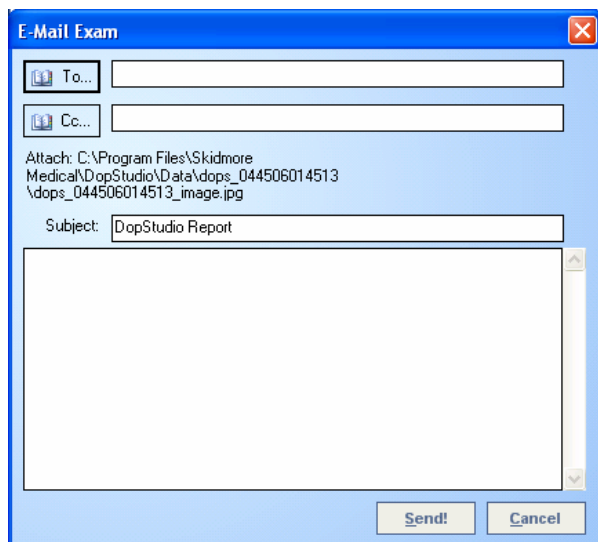 E-Mail Exam
To...
Cc...
Attach: C:\Program Files\Skidmore
Medical\DopStudio\Data\dops_044506014513
\dops_044506014513_image.jpg
Subject: DopStudio Report
Send! Cancel